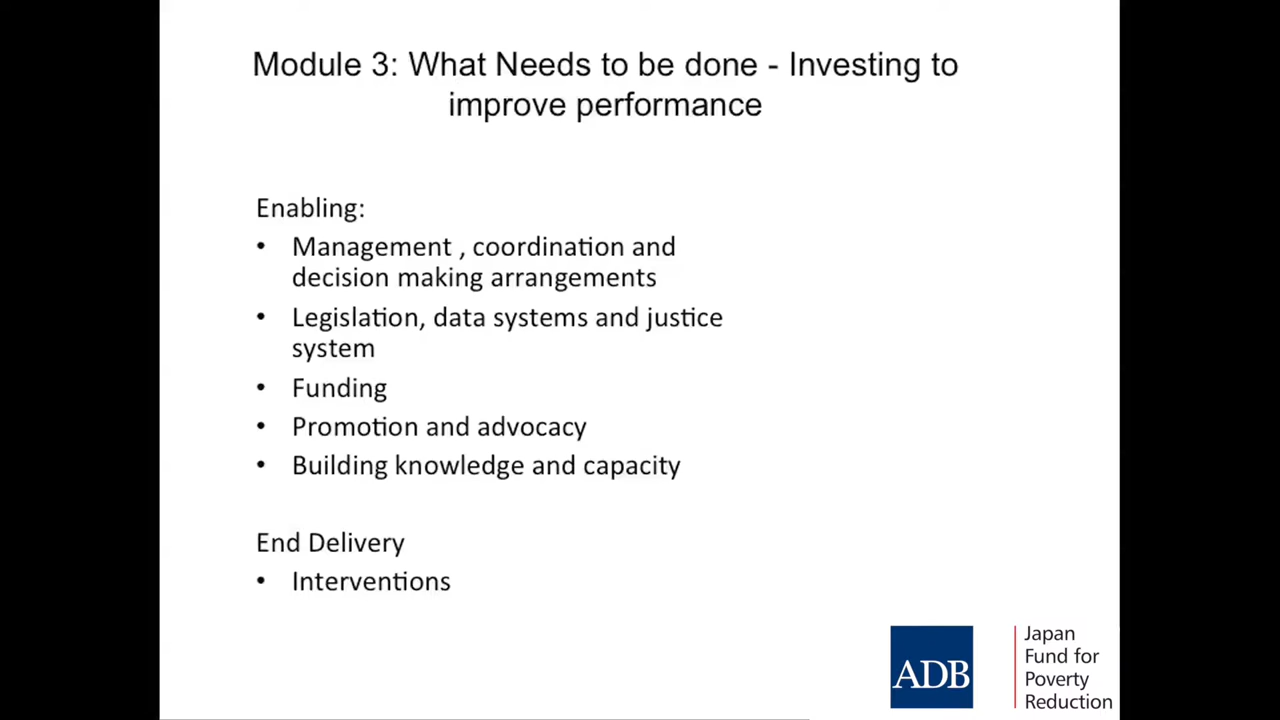 Module 3: What Needs to be done - Investing to
improve performance
Enabling:
• Management , coordination and
decision making arrangements
• Legislation, data systems and justice
system
• Funding
• Promotion and advocacy
• Building knowledge and capacity
End Delivery
• Interventions
ADB
Japan
Fund for
Poverty
Reduction